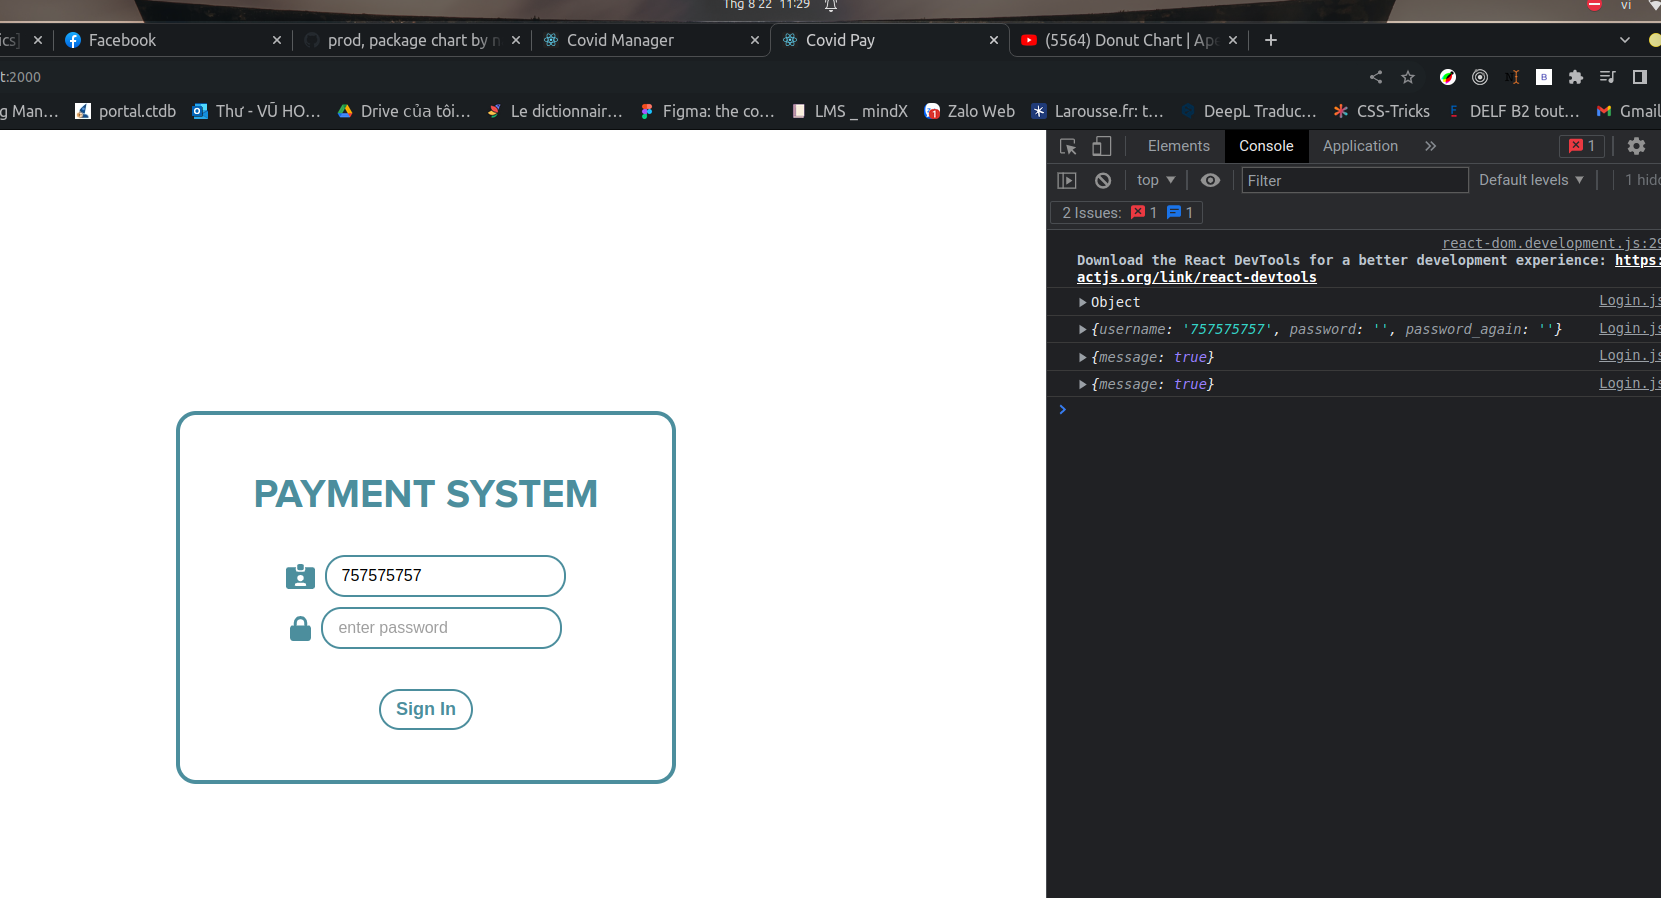 Thg 8 22 11:29
vi
ics]
Facebook
prod, package chart by n
Covid Manager
Covid Pay
(5564) Donut Chart | Ape
t:2000
g Man...
portal.ctdb
Thư - VŨ HO...
Drive của tôi...
Le dictionnair...
Figma: the co...
LMS _ mindX
Zalo Web
Larousse.fr: t...
DeepL Traduc...
CSS-Tricks
DELF B2 tout...
Gmail
Elements
Console
Application
1
top
Filter
Default levels
1 hidd
2 Issues:
1
1
react-dom.development.js:29
Download the React DevTools for a better development experience: https:
actjs.org/link/react-devtools
Object
Login.js
{username: '757575757', password: '', password_again: ''}
Login.js
{message: true}
Login.js
{message: true}
Login.js
PAYMENT SYSTEM
757575757
enter password
Sign In